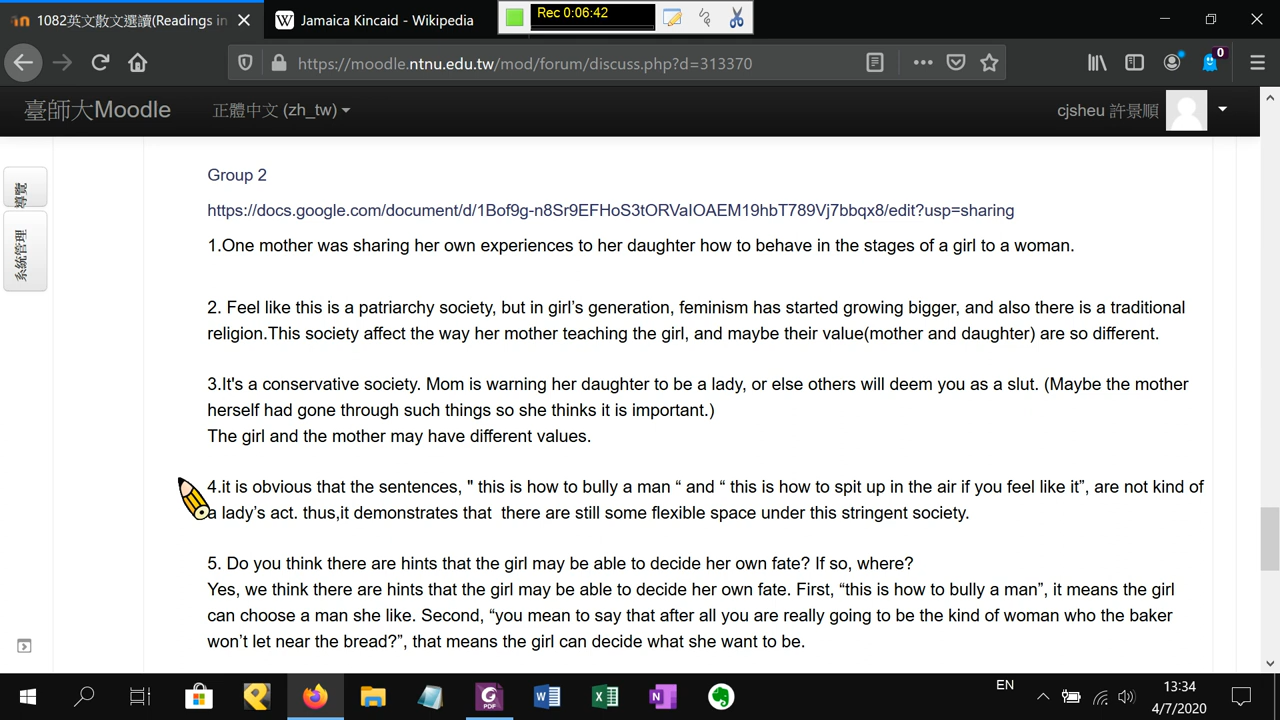 1082英文散文選讀(Readings in
Jamaica Kincaid - Wikipedia
Rec 0:06:42
https://moodle.ntnu.edu.tw/mod/forum/discuss.php?d=313370
0
臺師大Moodle
正體中文 (zh_tw)
cjsheu 許景順
導覽
系統管理
Group 2
https://docs.google.com/document/d/1Bof9g-n8Sr9EFHoS3tORVaIOAEM19hbT789Vj7bbqx8/edit?usp=sharing
1.One mother was sharing her own experiences to her daughter how to behave in the stages of a girl to a woman.
2. Feel like this is a patriarchy society, but in girl’s generation, feminism has started growing bigger, and also there is a traditional
religion.This society affect the way her mother teaching the girl, and maybe their value(mother and daughter) are so different.
3.It's a conservative society. Mom is warning her daughter to be a lady, or else others will deem you as a slut. (Maybe the mother
herself had gone through such things so she thinks it is important.)
The girl and the mother may have different values.
4.it is obvious that the sentences, " this is how to bully a man “ and “ this is how to spit up in the air if you feel like it”, are not kind of
a lady’s act. thus,it demonstrates that  there are still some flexible space under this stringent society.
5. Do you think there are hints that the girl may be able to decide her own fate? If so, where?
Yes, we think there are hints that the girl may be able to decide her own fate. First, “this is how to bully a man”, it means the girl
can choose a man she like. Second, “you mean to say that after all you are really going to be the kind of woman who the baker
won’t let near the bread?”, that means the girl can decide what she want to be.
EN
13:34
4/7/2020